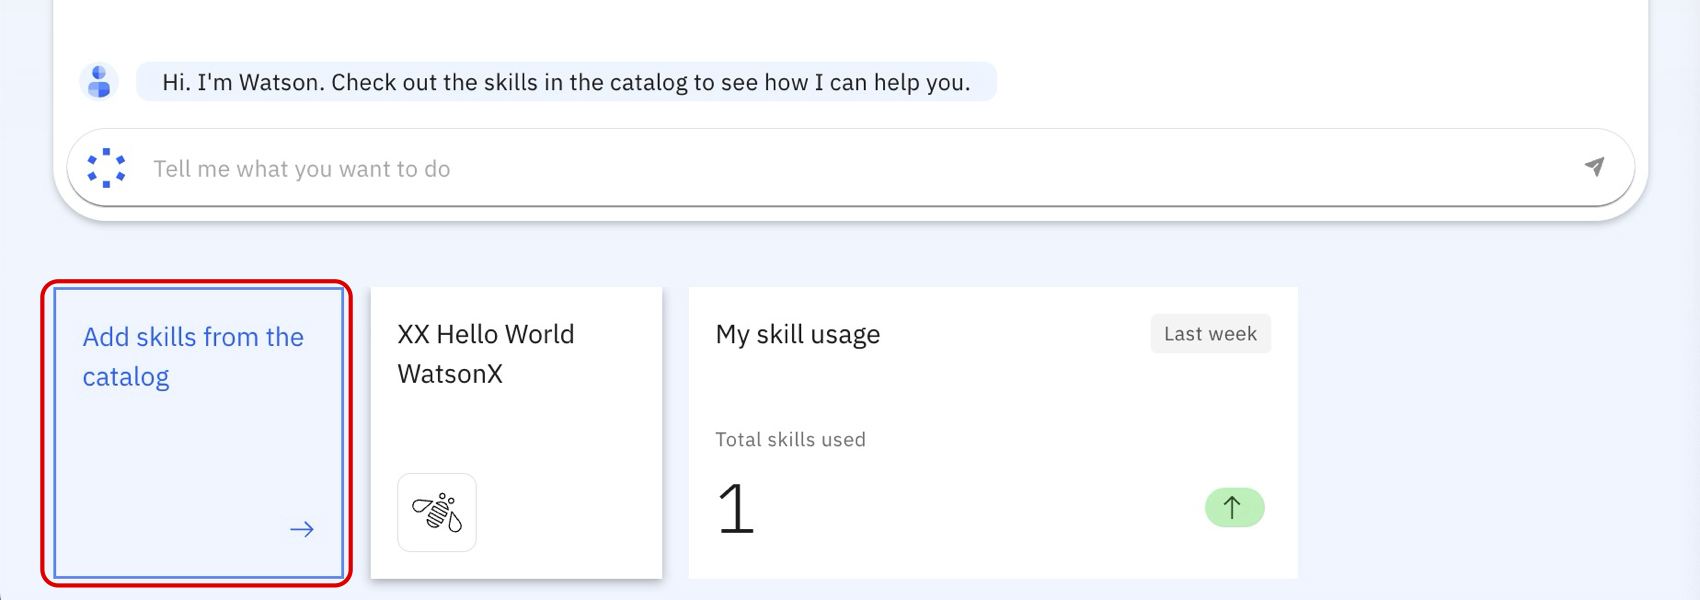 Hi. I'm Watson. Check out the skills in the catalog to see how I can help you.
Tell me what you want to do
Add skills from the
catalog
XX Hello World
WatsonX
My skill usage
Last week
Total skills used
1